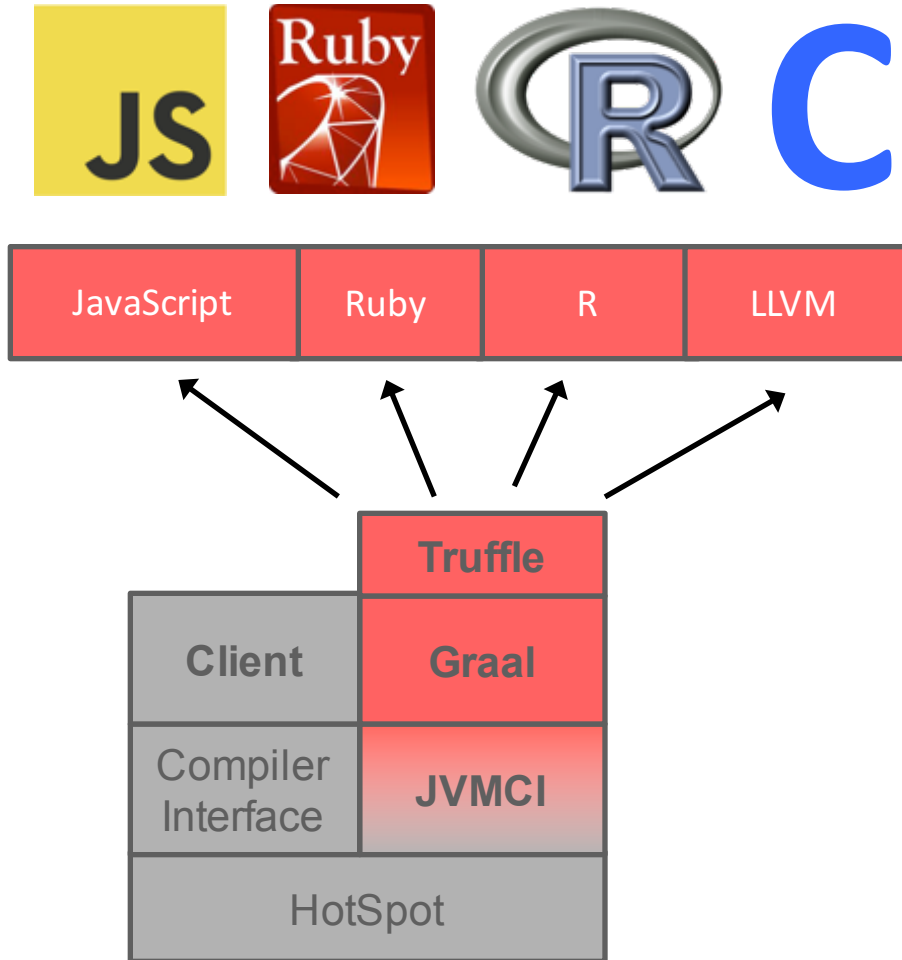 JS
Ruby
R
C
JavaScript
Ruby
R
LLVM
Truffle
Client
Graal
Compiler
Interface
JVMCI
HotSpot